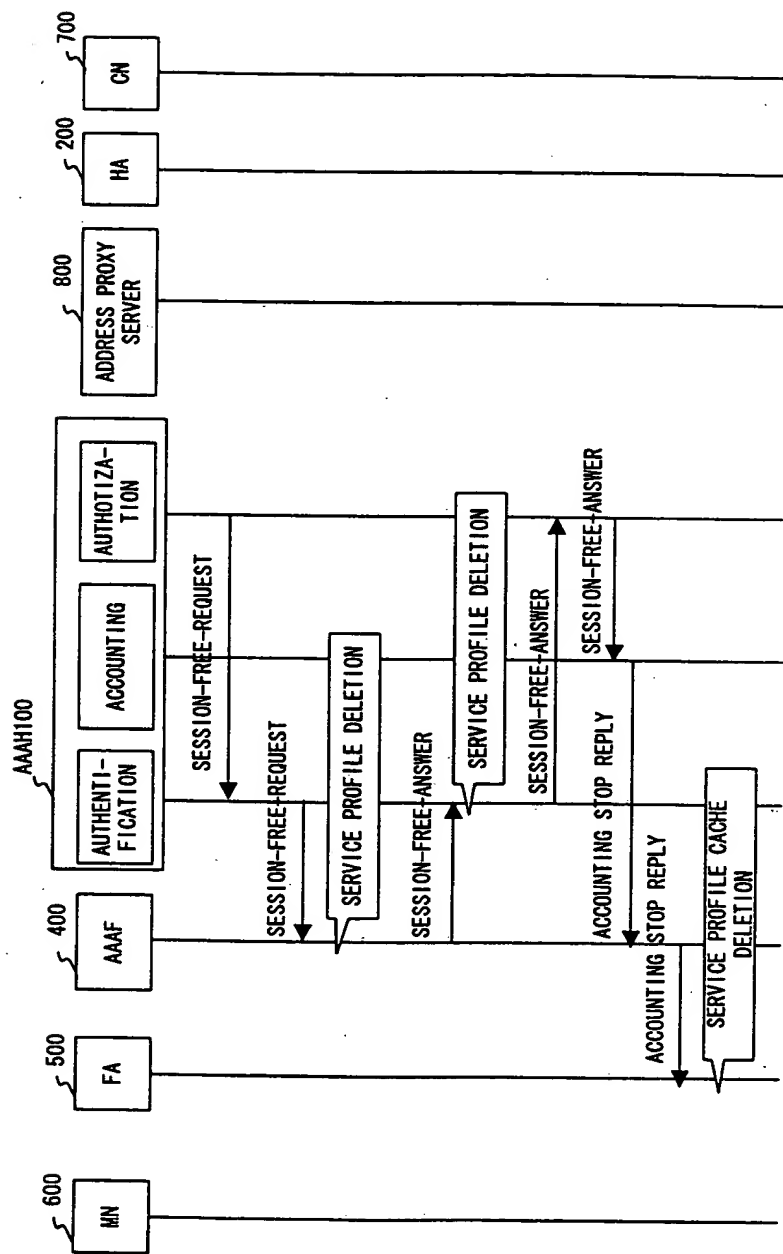 600
MN
500
FA
400
AAAF
AAAH100
AUTHENTI-
FICATION
ACCOUNTING
AUTHOTIZA-
TION
800
ADDRESS PROXY
SERVER
200
HA
700
CN
SESSION-FREE-REQUEST
SESSION-FREE-REQUEST
SERVICE PROFILE DELETION
SESSION-FREE-ANSWER
SERVICE PROFILE DELETION
SESSION-FREE-ANSWER
SESSION-FREE-ANSWER
ACCOUNTING STOP REPLY
ACCOUNTING STOP REPLY
SERVICE PROFILE CACHE
DELETION